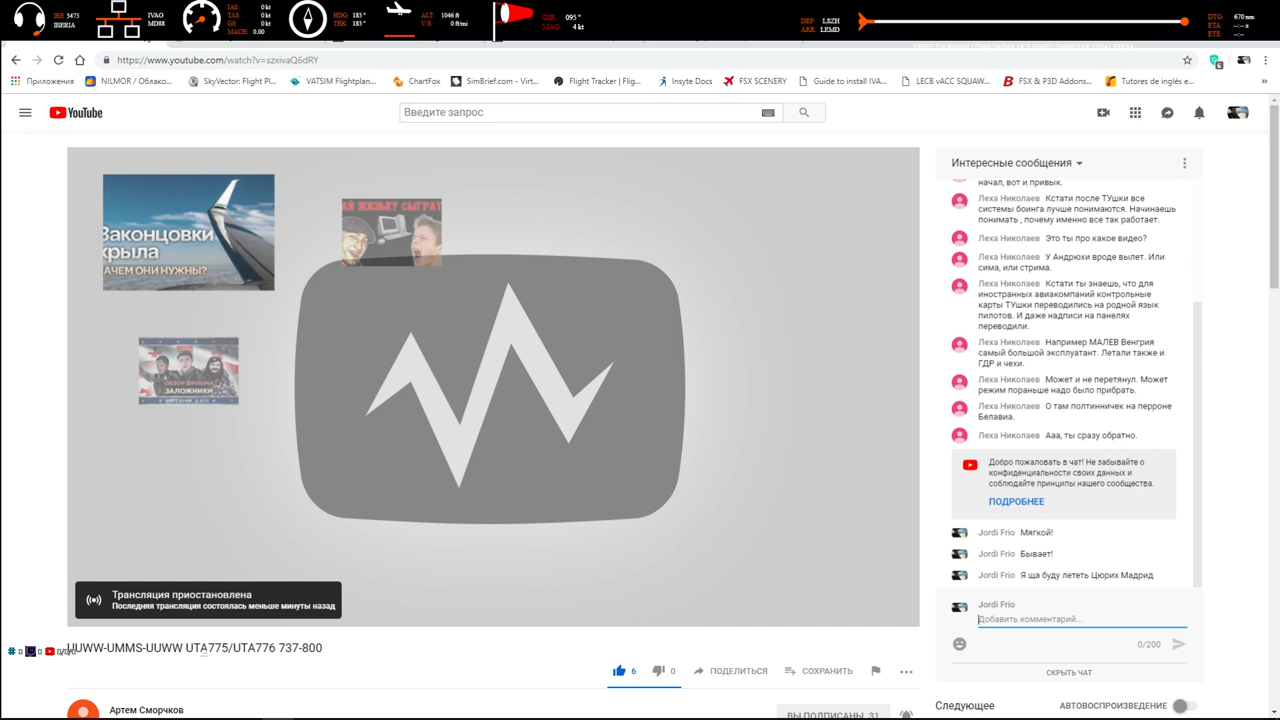 IBE 3475
IBERIA
IVAO
MD88
IAS: 0 kt
TAS: 0 kt
GS: 0 kt
MACH: 0.00
HDG: 183 °
TRK: 183 °
ALT: 1046 ft
V/S: 0 ft/mi
DIR: 095 °
MAG: 4 kt
DEP: LSZH
ARR: LEMD
DTG: 670 nm
ETA: --:-- z
ETE: --:--
https://www.youtube.com/watch?v=szxivaQ6dRY
Приложения
NILMOR / Облако...
SkyVector: Flight Pl...
VATSIM Flightplan...
ChartFox
SimBrief.com - Virt...
Flight Tracker | Flig...
Insyte Docs
FSX SCENERY
Guide to install IVA...
LECB vACC SQUAW...
FSX & P3D Addons...
Tutores de inglés e...
»
YouTube
Введите запрос
Законцовки
крыла
ЗАЧЕМ ОНИ НУЖНЫ?
АЙ ЖИЗЬКУ СЫГРАТ
ОБЗОР ФИЛЬМА
ЗАЛОЖНИКИ
Трансляция приостановлена
Последняя трансляция состоялась меньше минуты назад
UUWW-UMMS-UUWW UTA775/UTA776 737-800
6
0
ПОДЕЛИТЬСЯ
СОХРАНИТЬ
Артем Сморчков
ВЫ ПОДПИСАНЫ 31
Интересные сообщения
начал, вот и привык.
Леха Николаев Кстати после ТУшки все
системы боинга лучше понимаются. Начинаешь
понимать , почему именно все так работает.
Леха Николаев Это ты про какое видео?
Леха Николаев У Андрюхи вроде вылет. Или
сима, или стрима.
Леха Николаев Кстати ты знаешь, что для
иностранных авиакомпаний контрольные
карты ТУшки переводились на родной язык
пилотов. И даже надписи на панелях
переводили.
Леха Николаев Например МАЛЕВ Венгрия
самый большой эксплуатант. Летали также и
ГДР и чехи.
Леха Николаев Может и не перетянул. Может
режим пораньше надо было прибрать.
Леха Николаев О там полтинничек на перроне
Белавиа.
Леха Николаев Ааа, ты сразу обратно.
Добро пожаловать в чат! Не забывайте о
конфиденциальности своих данных и
соблюдайте принципы нашего сообщества.
ПОДРОБНЕЕ
Jordi Frio Мягкой!
Jordi Frio Бывает!
Jordi Frio Я ща буду лететь Цюрих Мадрид
Jordi Frio
Добавить комментарий...
0/200
СКРЫТЬ ЧАТ
Следующее
АВТОВОСПРОИЗВЕДЕНИЕ